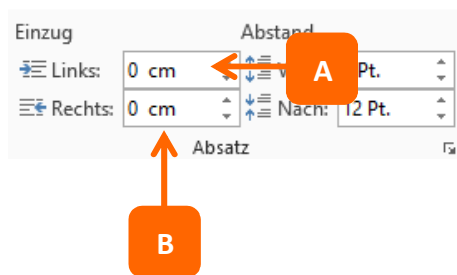 Einzug Abstand
Links: 0 cm A Pt.
Rechts: 0 cm Nach: 12 Pt.
Absatz
B